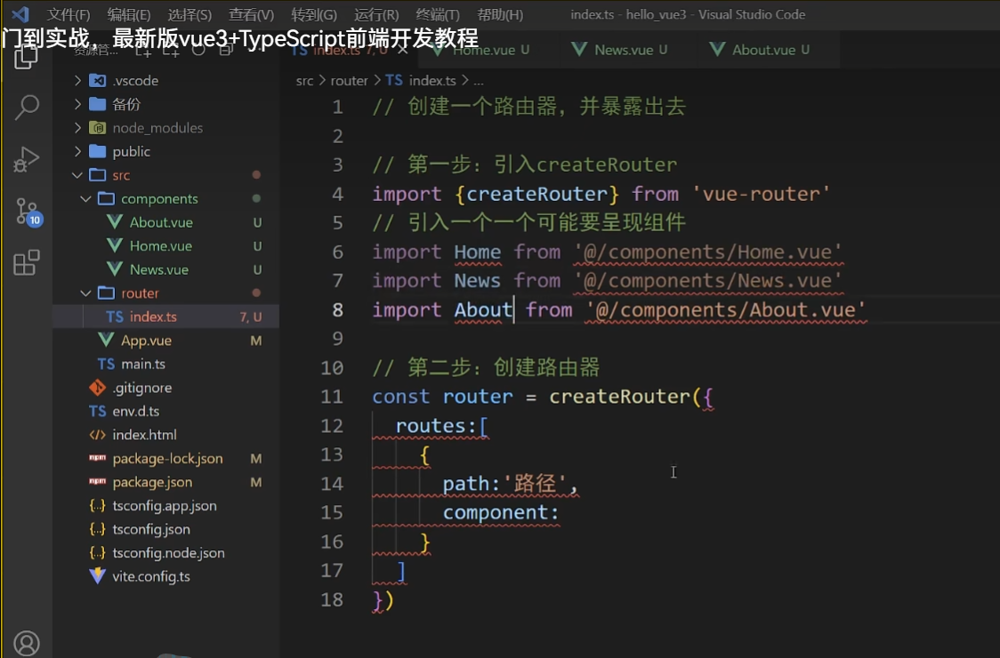 文件(F) 编辑(E) 选择(S) 查看(V) 转到(G) 运行(R) 终端(T) 帮助(H) index.ts - hello_vue3 - Visual Studio Code
门到实战，最新版vue3+TypeScript前端开发教程
资源管...
TS index.ts 7, U
Home.vue U
News.vue U
About.vue U
src > router > TS index.ts > ...
.vscode
备份
node_modules
public
src
components
About.vue U
Home.vue U
News.vue U
router
TS index.ts 7, U
App.vue M
TS main.ts
.gitignore
TS env.d.ts
index.html
npm package-lock.json M
npm package.json M
{..} tsconfig.app.json
{..} tsconfig.json
{..} tsconfig.node.json
vite.config.ts
10
1 // 创建一个路由器，并暴露出去
2
3 // 第一步：引入createRouter
4 import {createRouter} from 'vue-router'
5 // 引入一个一个可能要呈现组件
6 import Home from '@/components/Home.vue'
7 import News from '@/components/News.vue'
8 import About from '@/components/About.vue'
9
10 // 第二步：创建路由器
11 const router = createRouter({
12 routes:[
13 {
14 path:'路径',
15 component:
16 }
17 ]
18 })